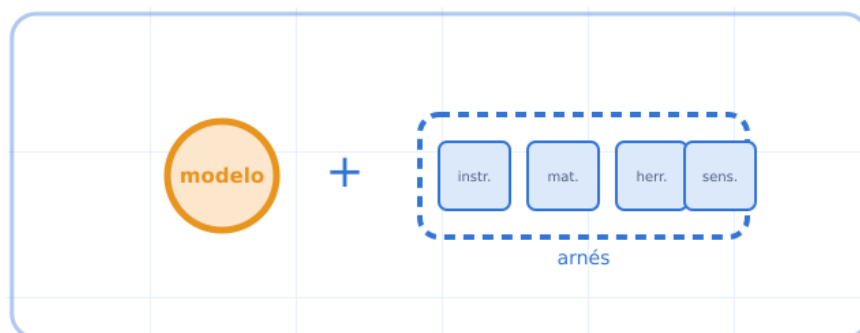 modelo
+
instr.
mat.
herr.
sens.
arnés